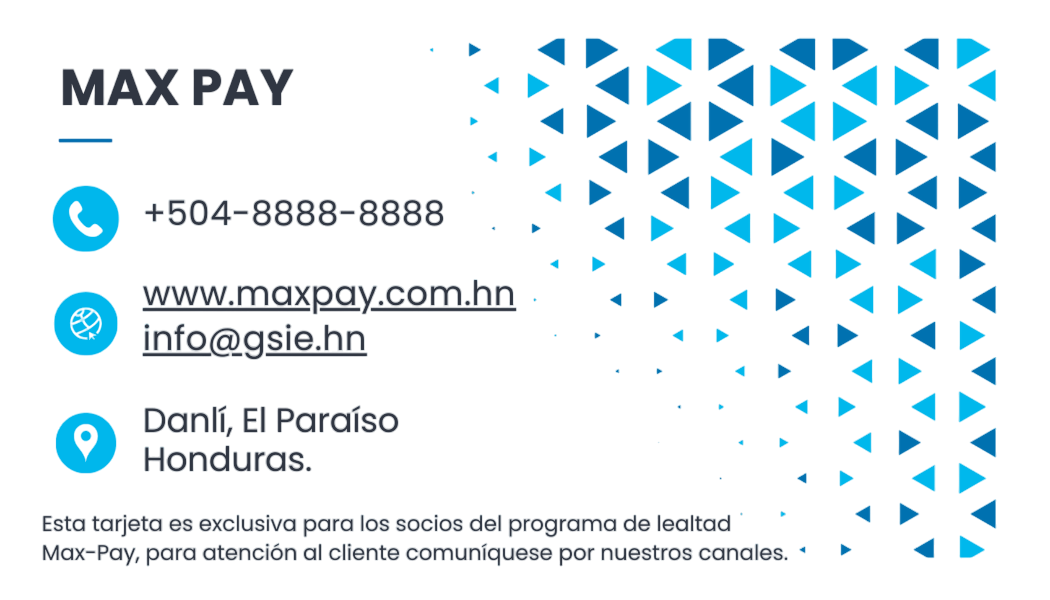 MAX PAY
+504-8888-8888
www.maxpay.com.hn
info@gsie.hn
Danlí, El Paraíso
Honduras.
Esta tarjeta es exclusiva para los socios del programa de lealtad
Max-Pay, para atención al cliente comuníquese por nuestros canales.